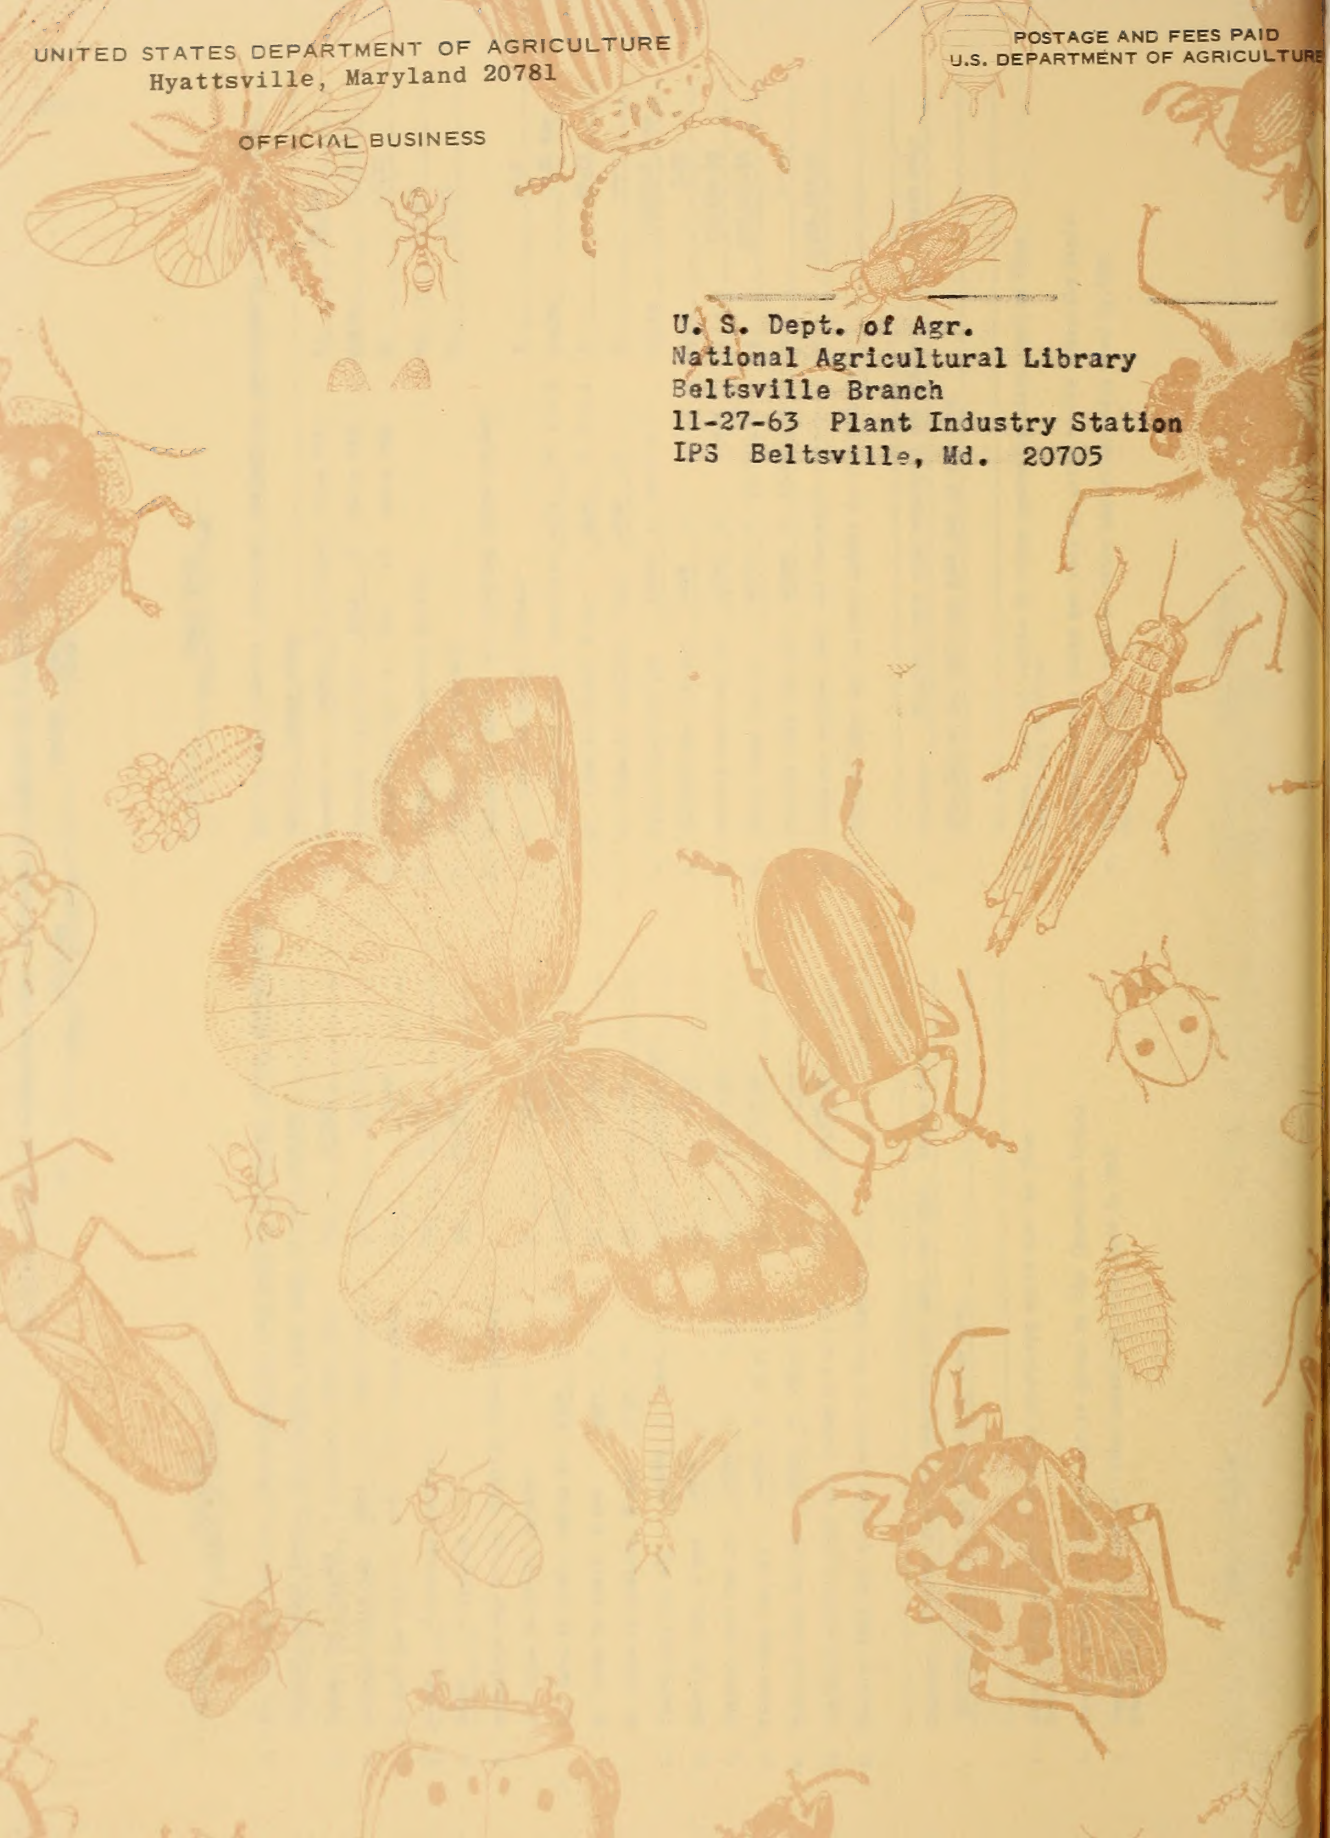 UNITED STATES DEPARTMENT OF AGRICULTURE
Hyattsville, Maryland 20781
OFFICIAL BUSINESS
POSTAGE AND FEES PAID
U.S. DEPARTMENT OF AGRICULTURE
U. S. Dept. of Agr.
National Agricultural Library
Beltsville Branch
11-27-63 Plant Industry Station
IPS Beltsville, Md. 20705